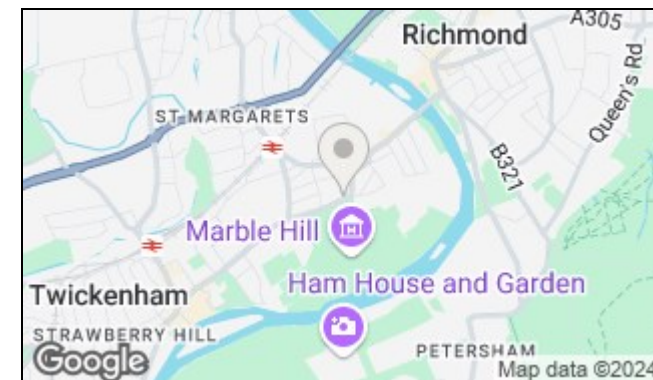 Richmond
A305
Queen's Rd
ST MARGARETS
B321
Marble Hill
Ham House and Garden
Twickenham
STRAWBERRY HILL
PETERSHAM
Google
Map data ©2024